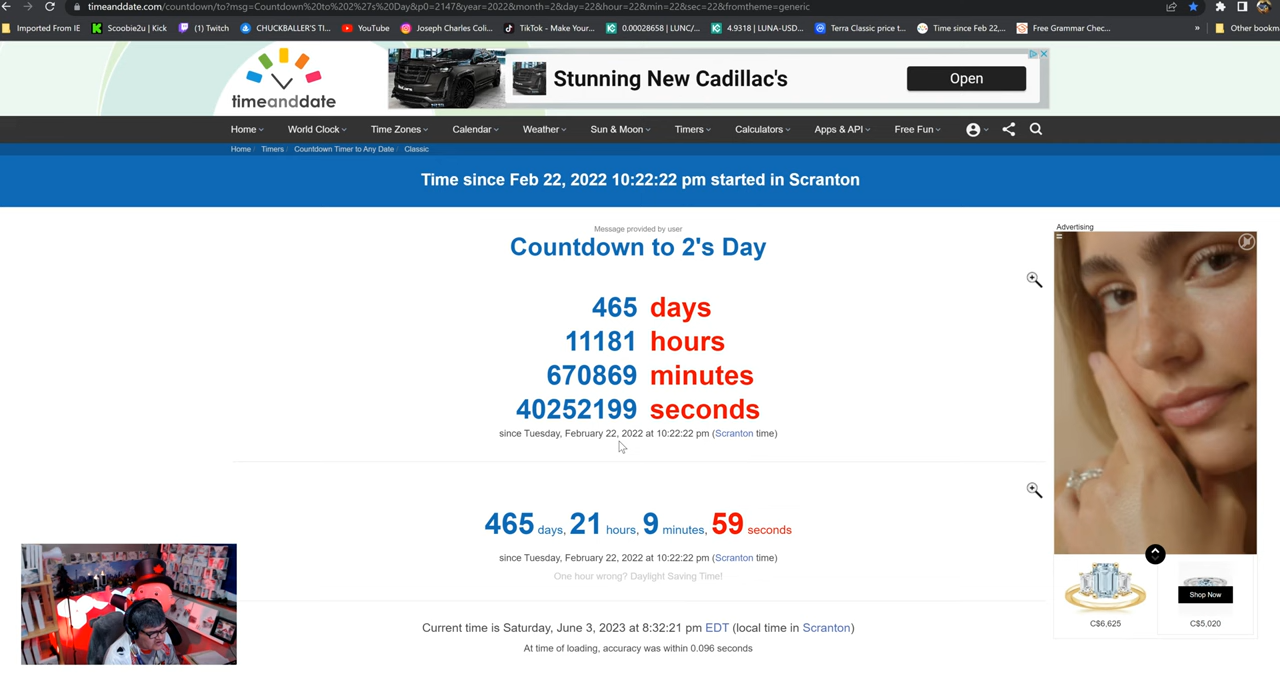 timeanddate.com/countdown/to?msg=Countdown%20to%202%27s%20Day&p0=2147&year=2022&month=2&day=22&hour=22&min=22&sec=22&fromtheme=generic
Imported From IE
Scoobie2u | Kick
(1) Twitch
CHUCKBALLER'S TI...
YouTube
Joseph Charles Coli...
TikTok - Make Your...
0.00028658 | LUNC/...
4.9318 | LUNA-USD...
Terra Classic price t...
Time since Feb 22,...
Free Grammar Chec...
»
Other bookm
timeanddate
Stunning New Cadillac's
Open
Home
World Clock
Time Zones
Calendar
Weather
Sun & Moon
Timers
Calculators
Apps & API
Free Fun
Home / Timers / Countdown Timer to Any Date / Classic
Time since Feb 22, 2022 10:22:22 pm started in Scranton
Message provided by user
Countdown to 2's Day
465 days
11181 hours
670869 minutes
40252199 seconds
since Tuesday, February 22, 2022 at 10:22:22 pm (Scranton time)
465 days, 21 hours, 9 minutes, 59 seconds
since Tuesday, February 22, 2022 at 10:22:22 pm (Scranton time)
One hour wrong? Daylight Saving Time!
Current time is Saturday, June 3, 2023 at 8:32:21 pm EDT (local time in Scranton)
At time of loading, accuracy was within 0.096 seconds
Advertising
Shop Now
C$6,625
C$5,020